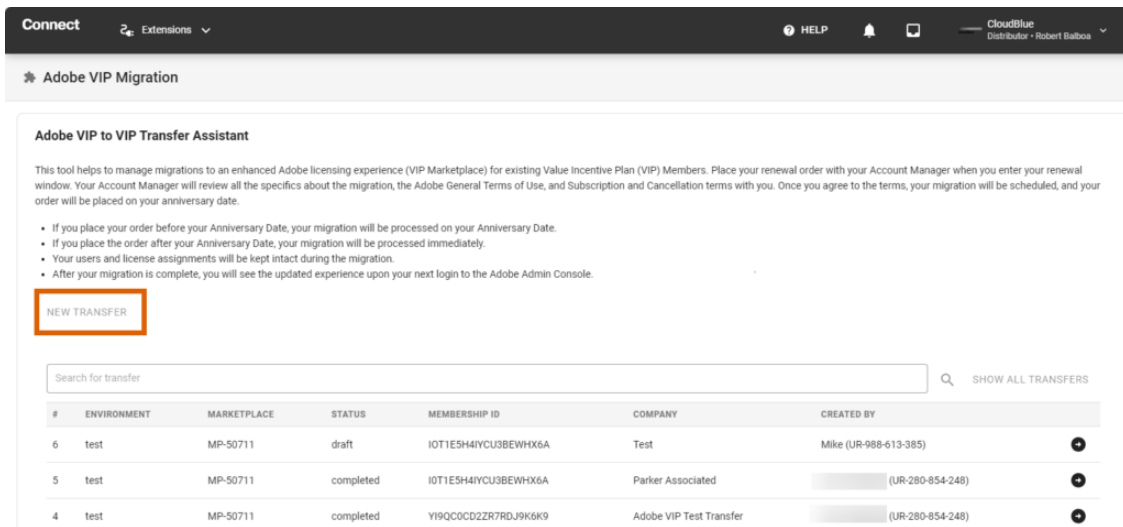 Connect
Extensions
HELP
CloudBlue
Distributor • Robert Balboa
Adobe VIP Migration
Adobe VIP to VIP Transfer Assistant
This tool helps to manage migrations to an enhanced Adobe licensing experience (VIP Marketplace) for existing Value Incentive Plan (VIP) Members. Place your renewal order with your Account Manager when you enter your renewal
window. Your Account Manager will review all the specifics about the migration, the Adobe General Terms of Use, and Subscription and Cancellation terms with you. Once you agree to the terms, your migration will be scheduled, and your
order will be placed on your anniversary date.
• If you place your order before your Anniversary Date, your migration will be processed on your Anniversary Date.
• If you place the order after your Anniversary Date, your migration will be processed immediately.
• Your users and license assignments will be kept intact during the migration.
• After your migration is complete, you will see the updated experience upon your next login to the Adobe Admin Console.
NEW TRANSFER
Search for transfer
SHOW ALL TRANSFERS
# ENVIRONMENT MARKETPLACE STATUS MEMBERSHIP ID COMPANY CREATED BY
6 test MP-50711 draft IOT1E5H4IYCU3BEWHX6A Test Mike (UR-988-613-385)
5 test MP-50711 completed I0T1E5H4IYCU3BEWHX6A Parker Associated (UR-280-854-248)
4 test MP-50711 completed YI9QC0CD2ZR7RDJ9K6K9 Adobe VIP Test Transfer (UR-280-854-248)